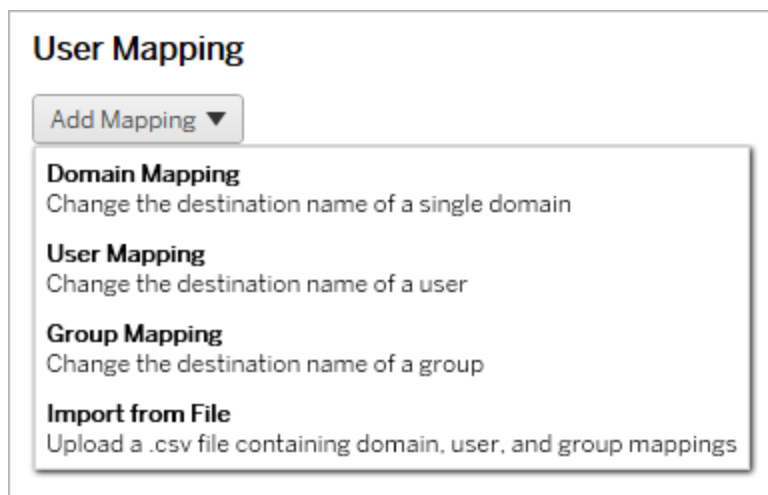 User Mapping
Add Mapping ▼
Domain Mapping
Change the destination name of a single domain
User Mapping
Change the destination name of a user
Group Mapping
Change the destination name of a group
Import from File
Upload a .csv file containing domain, user, and group mappings